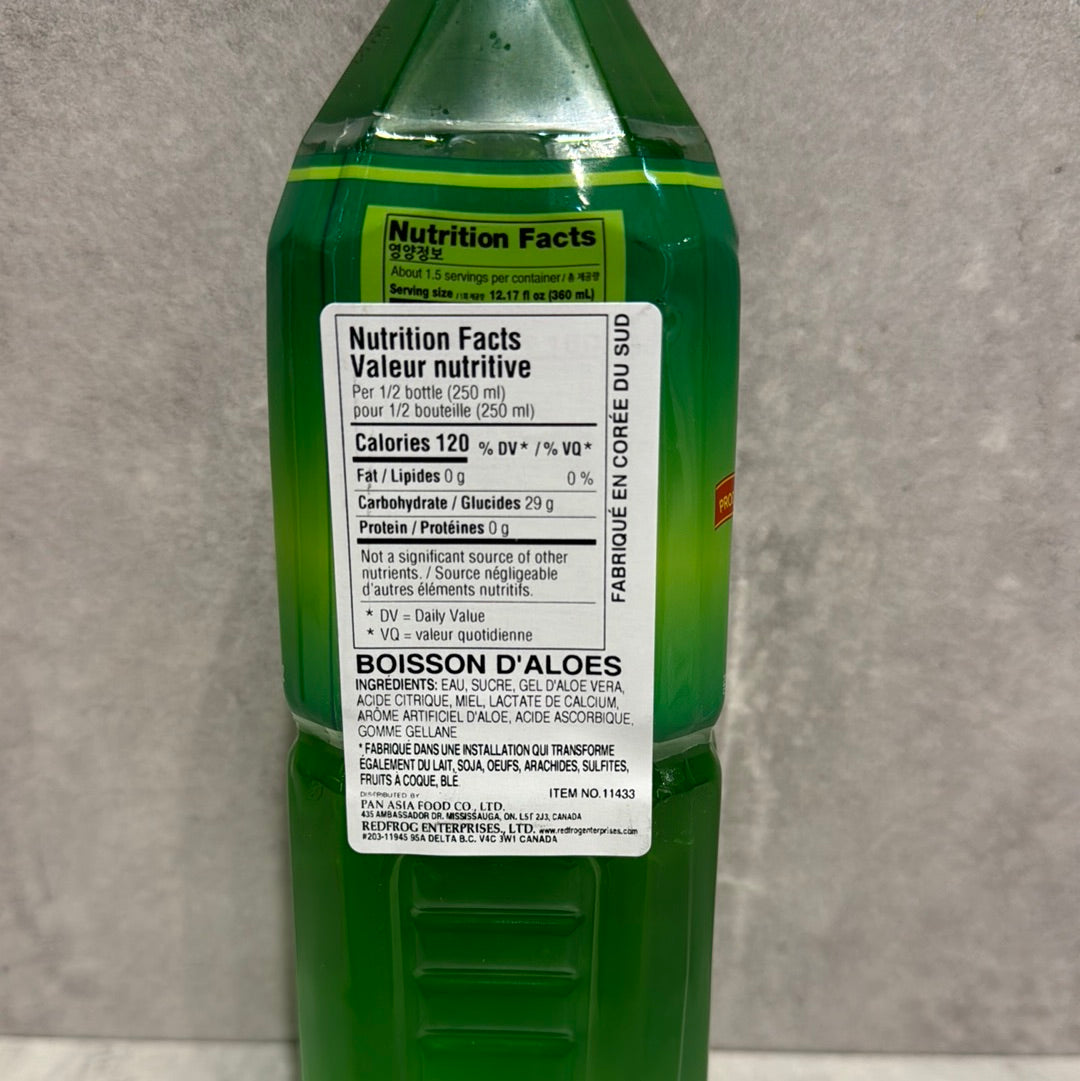 Nutrition Facts
영양정보
About 1.5 servings per container / 총 제공량
Serving size 12.17 fl oz (360 mL)
Nutrition Facts
Valeur nutritive
Per 1/2 bottle (250 ml)
pour 1/2 bouteille (250 ml)
Calories 120 % DV* / % VQ*
Fat / Lipides 0 g 0 %
Carbohydrate / Glucides 29 g
Protein / Protéines 0 g
Not a significant source of other
nutrients. / Source négligeable
d'autres éléments nutritifs.
* DV = Daily Value
* VQ = valeur quotidienne
FABRIQUÉ EN CORÉE DU SUD
BOISSON D'ALOES
INGRÉDIENTS: EAU, SUCRE, GEL D'ALOE VERA,
ACIDE CITRIQUE, MIEL, LACTATE DE CALCIUM,
ARÔME ARTIFICIEL D'ALOE, ACIDE ASCORBIQUE,
GOMME GELLANE
* FABRIQUÉ DANS UNE INSTALLATION QUI TRANSFORME
ÉGALEMENT DU LAIT, SOJA, OEUFS, ARACHIDES, SULFITES,
FRUITS À COQUE, BLÉ.
ITEM NO.11433
DISTRIBUTED BY
PAN ASIA FOOD CO., LTD.
435 AMBASSADOR DR. MISSISSAUGA, ON. L5T 2J3, CANADA
REDFROG ENTERPRISES., LTD. www.redfrogenterprises.com
#203-11945 95A DELTA B.C. V4C 3W1 CANADA
PRO